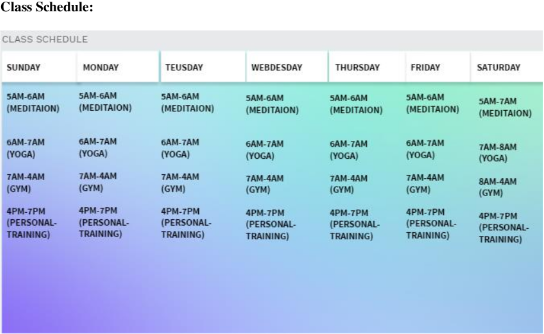 Class Schedule:
CLASS SCHEDULE
SUNDAY MONDAY TEUSDAY WEBDESDAY THURSDAY FRIDAY SATURDAY
5AM-6AM 5AM-6AM 5AM-6AM 5AM-6AM 5AM-6AM 5AM-6AM 5AM-7AM
(MEDITAION) (MEDITAION) (MEDITAION) (MEDITAION) (MEDITAION) (MEDITAION) (MEDITAION)
6AM-7AM 6AM-7AM 6AM-7AM 6AM-7AM 6AM-7AM 6AM-7AM 7AM-8AM
(YOGA) (YOGA) (YOGA) (YOGA) (YOGA) (YOGA) (YOGA)
7AM-4AM 7AM-4AM 7AM-4AM 7AM-4AM 7AM-4AM 7AM-4AM 8AM-4AM
(GYM) (GYM) (GYM) (GYM) (GYM) (GYM) (GYM)
4PM-7PM 4PM-7PM 4PM-7PM 4PM-7PM 4PM-7PM 4PM-7PM 4PM-7PM
(PERSONAL- (PERSONAL- (PERSONAL- (PERSONAL- (PERSONAL- (PERSONAL- (PERSONAL-
TRAINING) TRAINING) TRAINING) TRAINING) TRAINING) TRAINING) TRAINING)